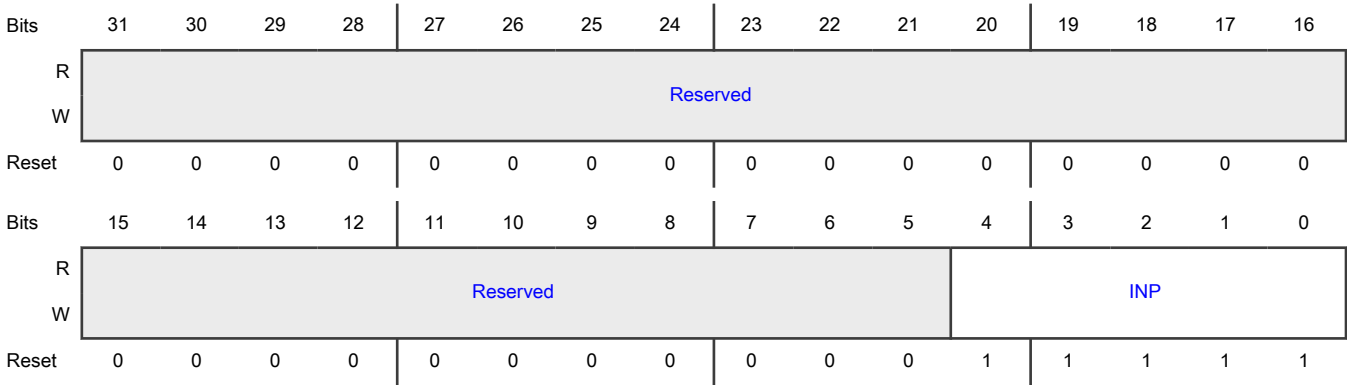 Bits 31 30 29 28 27 26 25 24 23 22 21 20 19 18 17 16
R
Reserved
W
Reset 0 0 0 0 0 0 0 0 0 0 0 0 0 0 0 0
Bits 15 14 13 12 11 10 9 8 7 6 5 4 3 2 1 0
R
Reserved INP
W
Reset 0 0 0 0 0 0 0 0 0 0 0 1 1 1 1 1